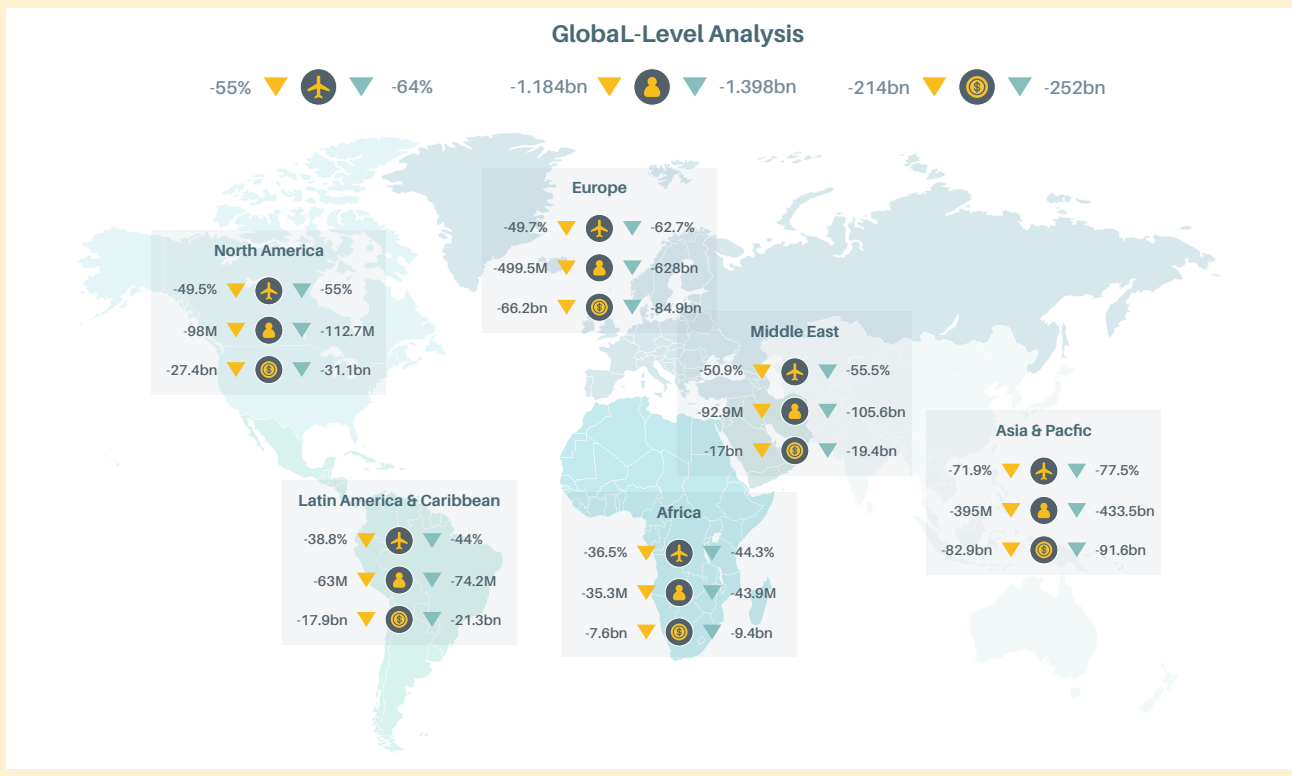 GlobaL-Level Analysis
-55% -64% -1.184bn -1.398bn -214bn -252bn
Europe
-49.7% -62.7%
-499.5M -628bn
-66.2bn -84.9bn
North America
-49.5% -55%
-98M -112.7M
-27.4bn -31.1bn
Middle East
-50.9% -55.5%
-92.9M -105.6bn
-17bn -19.4bn
Asia & Pacfic
-71.9% -77.5%
-395M -433.5bn
-82.9bn -91.6bn
Latin America & Caribbean
-38.8% -44%
-63M -74.2M
-17.9bn -21.3bn
Africa
-36.5% -44.3%
-35.3M -43.9M
-7.6bn -9.4bn